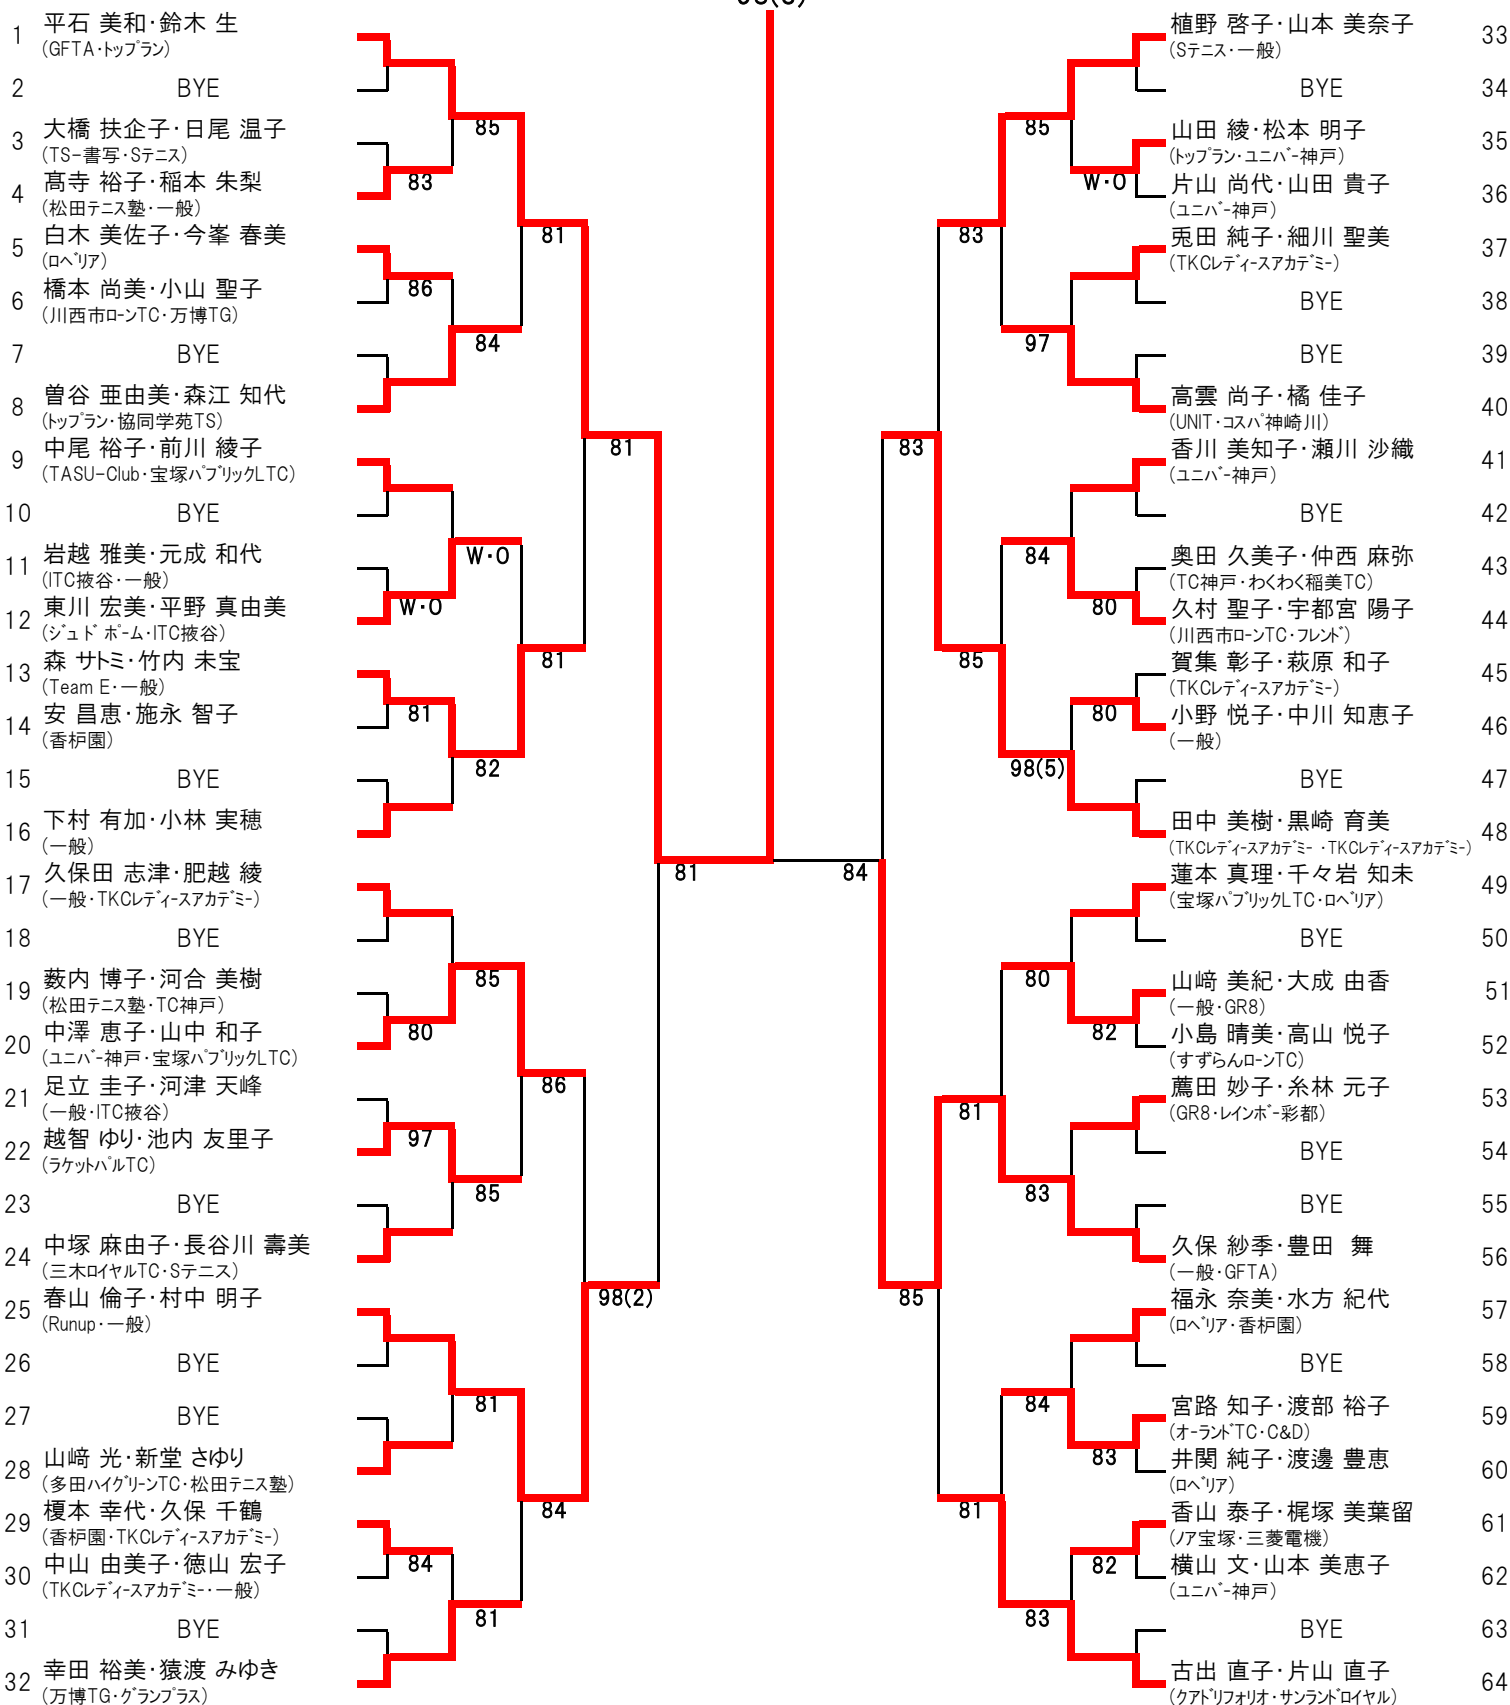 1 平石 美和・鈴木 生
(GFTA・トップラン)
2 BYE
3 大橋 扶企子・日尾 温子
(TS-書写・Sテニス)
4 髙寺 裕子・稲本 朱梨
(松田テニス塾・一般)
5 白木 美佐子・今峯 春美
(ロベリア)
6 橋本 尚美・小山 聖子
(川西市ローンTC・万博TG)
7 BYE
8 曽谷 亜由美・森江 知代
(トップラン・協同学苑TS)
9 中尾 裕子・前川 綾子
(TASU-Club・宝塚パブリックLTC)
10 BYE
11 岩越 雅美・元成 和代
(ITC掖谷・一般)
12 東川 宏美・平野 真由美
(ジュド ポーム・ITC掖谷)
13 森 サトミ・竹内 未宝
(Team E・一般)
14 安 昌恵・施永 智子
(香枦園)
15 BYE
16 下村 有加・小林 実穂
(一般)
17 久保田 志津・肥越 綾
(一般・TKCレディースアカデミー)
18 BYE
19 薮内 博子・河合 美樹
(松田テニス塾・TC神戸)
20 中澤 恵子・山中 和子
(ユニバー神戸・宝塚パブリックLTC)
21 足立 圭子・河津 天峰
(一般・ITC掖谷)
22 越智 ゆり・池内 友里子
(ラケットパルTC)
23 BYE
24 中塚 麻由子・長谷川 壽美
(三木ロイヤルTC・Sテニス)
25 春山 倫子・村中 明子
(Runup・一般)
26 BYE
27 BYE
28 山﨑 光・新堂 さゆり
(多田ハイグリーンTC・松田テニス塾)
29 榎本 幸代・久保 千鶴
(香枦園・TKCレディースアカデミー)
30 中山 由美子・徳山 宏子
(TKCレディースアカデミー・一般)
31 BYE
32 幸田 裕美・猿渡 みゆき
(万博TG・グランプラス)
83
86
W・O
81
80
97
84
85
84
W・O
82
85
85
81
81
81
81
86
84
81
98(2)
81
84
83
85
83
85
81
81
85
97
84
98(5)
80
83
84
83
W・O
80
80
82
83
82
植野 啓子・山本 美奈子 33
(Sテニス・一般)
BYE 34
山田 綾・松本 明子 35
(トップラン・ユニバー神戸)
片山 尚代・山田 貴子 36
(ユニバー神戸)
兎田 純子・細川 聖美 37
(TKCレディースアカデミー)
BYE 38
BYE 39
高雲 尚子・橘 佳子 40
(UNIT・コスパ神崎川)
香川 美知子・瀬川 沙織 41
(ユニバー神戸)
BYE 42
奥田 久美子・仲西 麻弥 43
(TC神戸・わくわく稲美TC)
久村 聖子・宇都宮 陽子 44
(川西市ローンTC・フレンド)
賀集 彰子・萩原 和子 45
(TKCレディースアカデミー)
小野 悦子・中川 知恵子 46
(一般)
BYE 47
田中 美樹・黒崎 育美 48
(TKCレディースアカデミー ・TKCレディースアカデミー)
蓮本 真理・千々岩 知未 49
(宝塚パブリックLTC・ロベリア)
BYE 50
山﨑 美紀・大成 由香 51
(一般・GR8)
小島 晴美・高山 悦子 52
(すずらんローンTC)
薦田 妙子・糸林 元子 53
(GR8・レインボー彩都)
BYE 54
BYE 55
久保 紗季・豊田 舞 56
(一般・GFTA)
福永 奈美・水方 紀代 57
(ロベリア・香枦園)
BYE 58
宮路 知子・渡部 裕子 59
(オーランドTC・C&D)
井関 純子・渡邊 豊恵 60
(ロベリア)
香山 泰子・梶塚 美葉留 61
(ノア宝塚・三菱電機)
横山 文・山本 美恵子 62
(ユニバー神戸)
BYE 63
古出 直子・片山 直子 64
(クアドリフォリオ・サンランドロイヤル)